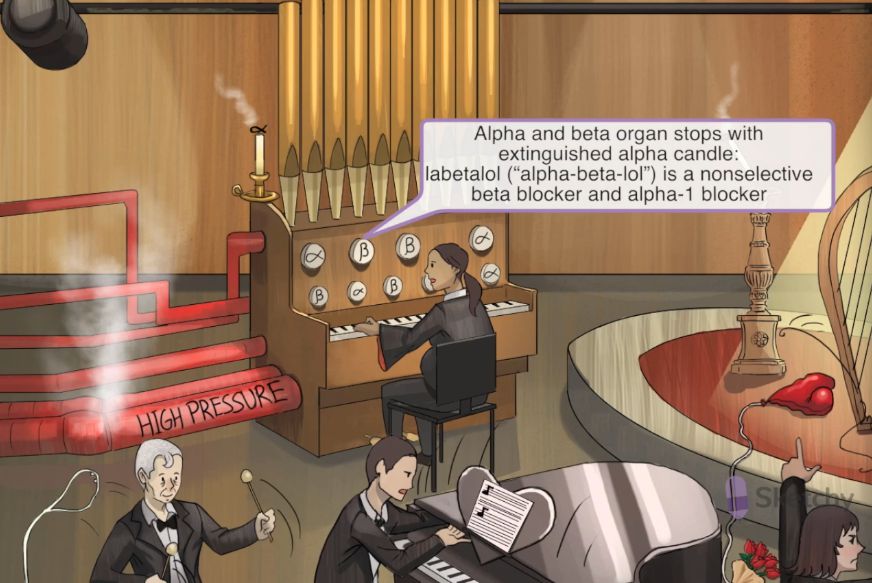 α
Alpha and beta organ stops with
extinguished alpha candle:
labetalol (“alpha-beta-lol”) is a nonselective
beta blocker and alpha-1 blocker
α β β α
β α β α
HIGH PRESSURE
Sketchy